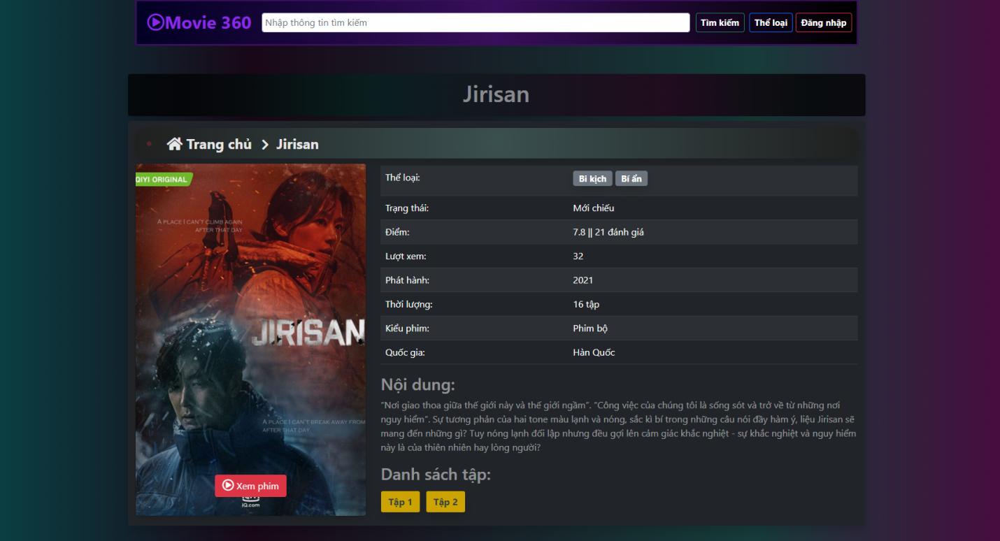 Movie 360
Nhập thông tin tìm kiếm
Tìm kiếm
Thể loại
Đăng nhập
Jirisan
Trang chủ
Jirisan
QIYI ORIGINAL
A PLACE I CAN'T CLIMB AGAIN
AFTER THAT DAY
JIRISAN
A PLACE I CAN'T BREAK AWAY FROM
AFTER THAT DAY
Xem phim
iQ.com
Thể loại: Bi kịch Bí ẩn
Trạng thái: Mới chiếu
Điểm: 7.8 || 21 đánh giá
Lượt xem: 32
Phát hành: 2021
Thời lượng: 16 tập
Kiểu phim: Phim bộ
Quốc gia: Hàn Quốc
Nội dung:
"Nơi giao thoa giữa thế giới này và thế giới ngầm". "Công việc của chúng tôi là sống sót và trở về từ những nơi
nguy hiểm". Sự tương phản của hai tone màu lạnh và nóng, sắc kì bí trong những câu nói đầy hàm ý, liệu Jirisan sẽ
mang đến những gì? Tuy nóng lạnh đối lập nhưng đều gợi lên cảm giác khắc nghiệt - sự khắc nghiệt và nguy hiểm
này là của thiên nhiên hay lòng người?
Danh sách tập:
Tập 1
Tập 2